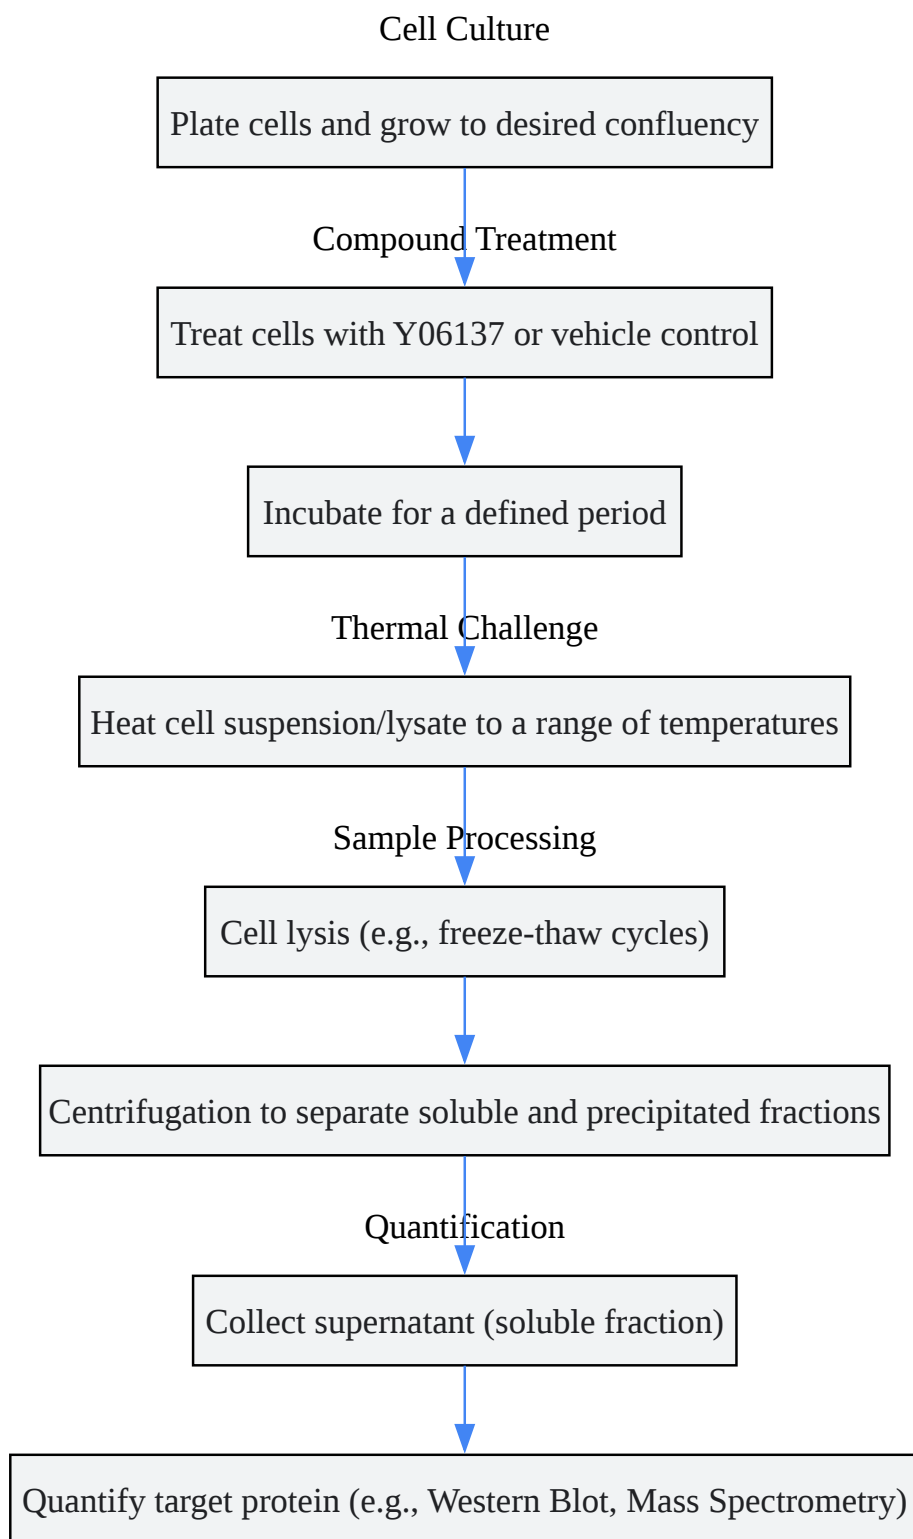 Cell Culture
Plate cells and grow to desired confluency
Compound Treatment
Treat cells with Y06137 or vehicle control
Incubate for a defined period
Thermal Challenge
Heat cell suspension/lysate to a range of temperatures
Sample Processing
Cell lysis (e.g., freeze-thaw cycles)
Centrifugation to separate soluble and precipitated fractions
Quantification
Collect supernatant (soluble fraction)
Quantify target protein (e.g., Western Blot, Mass Spectrometry)